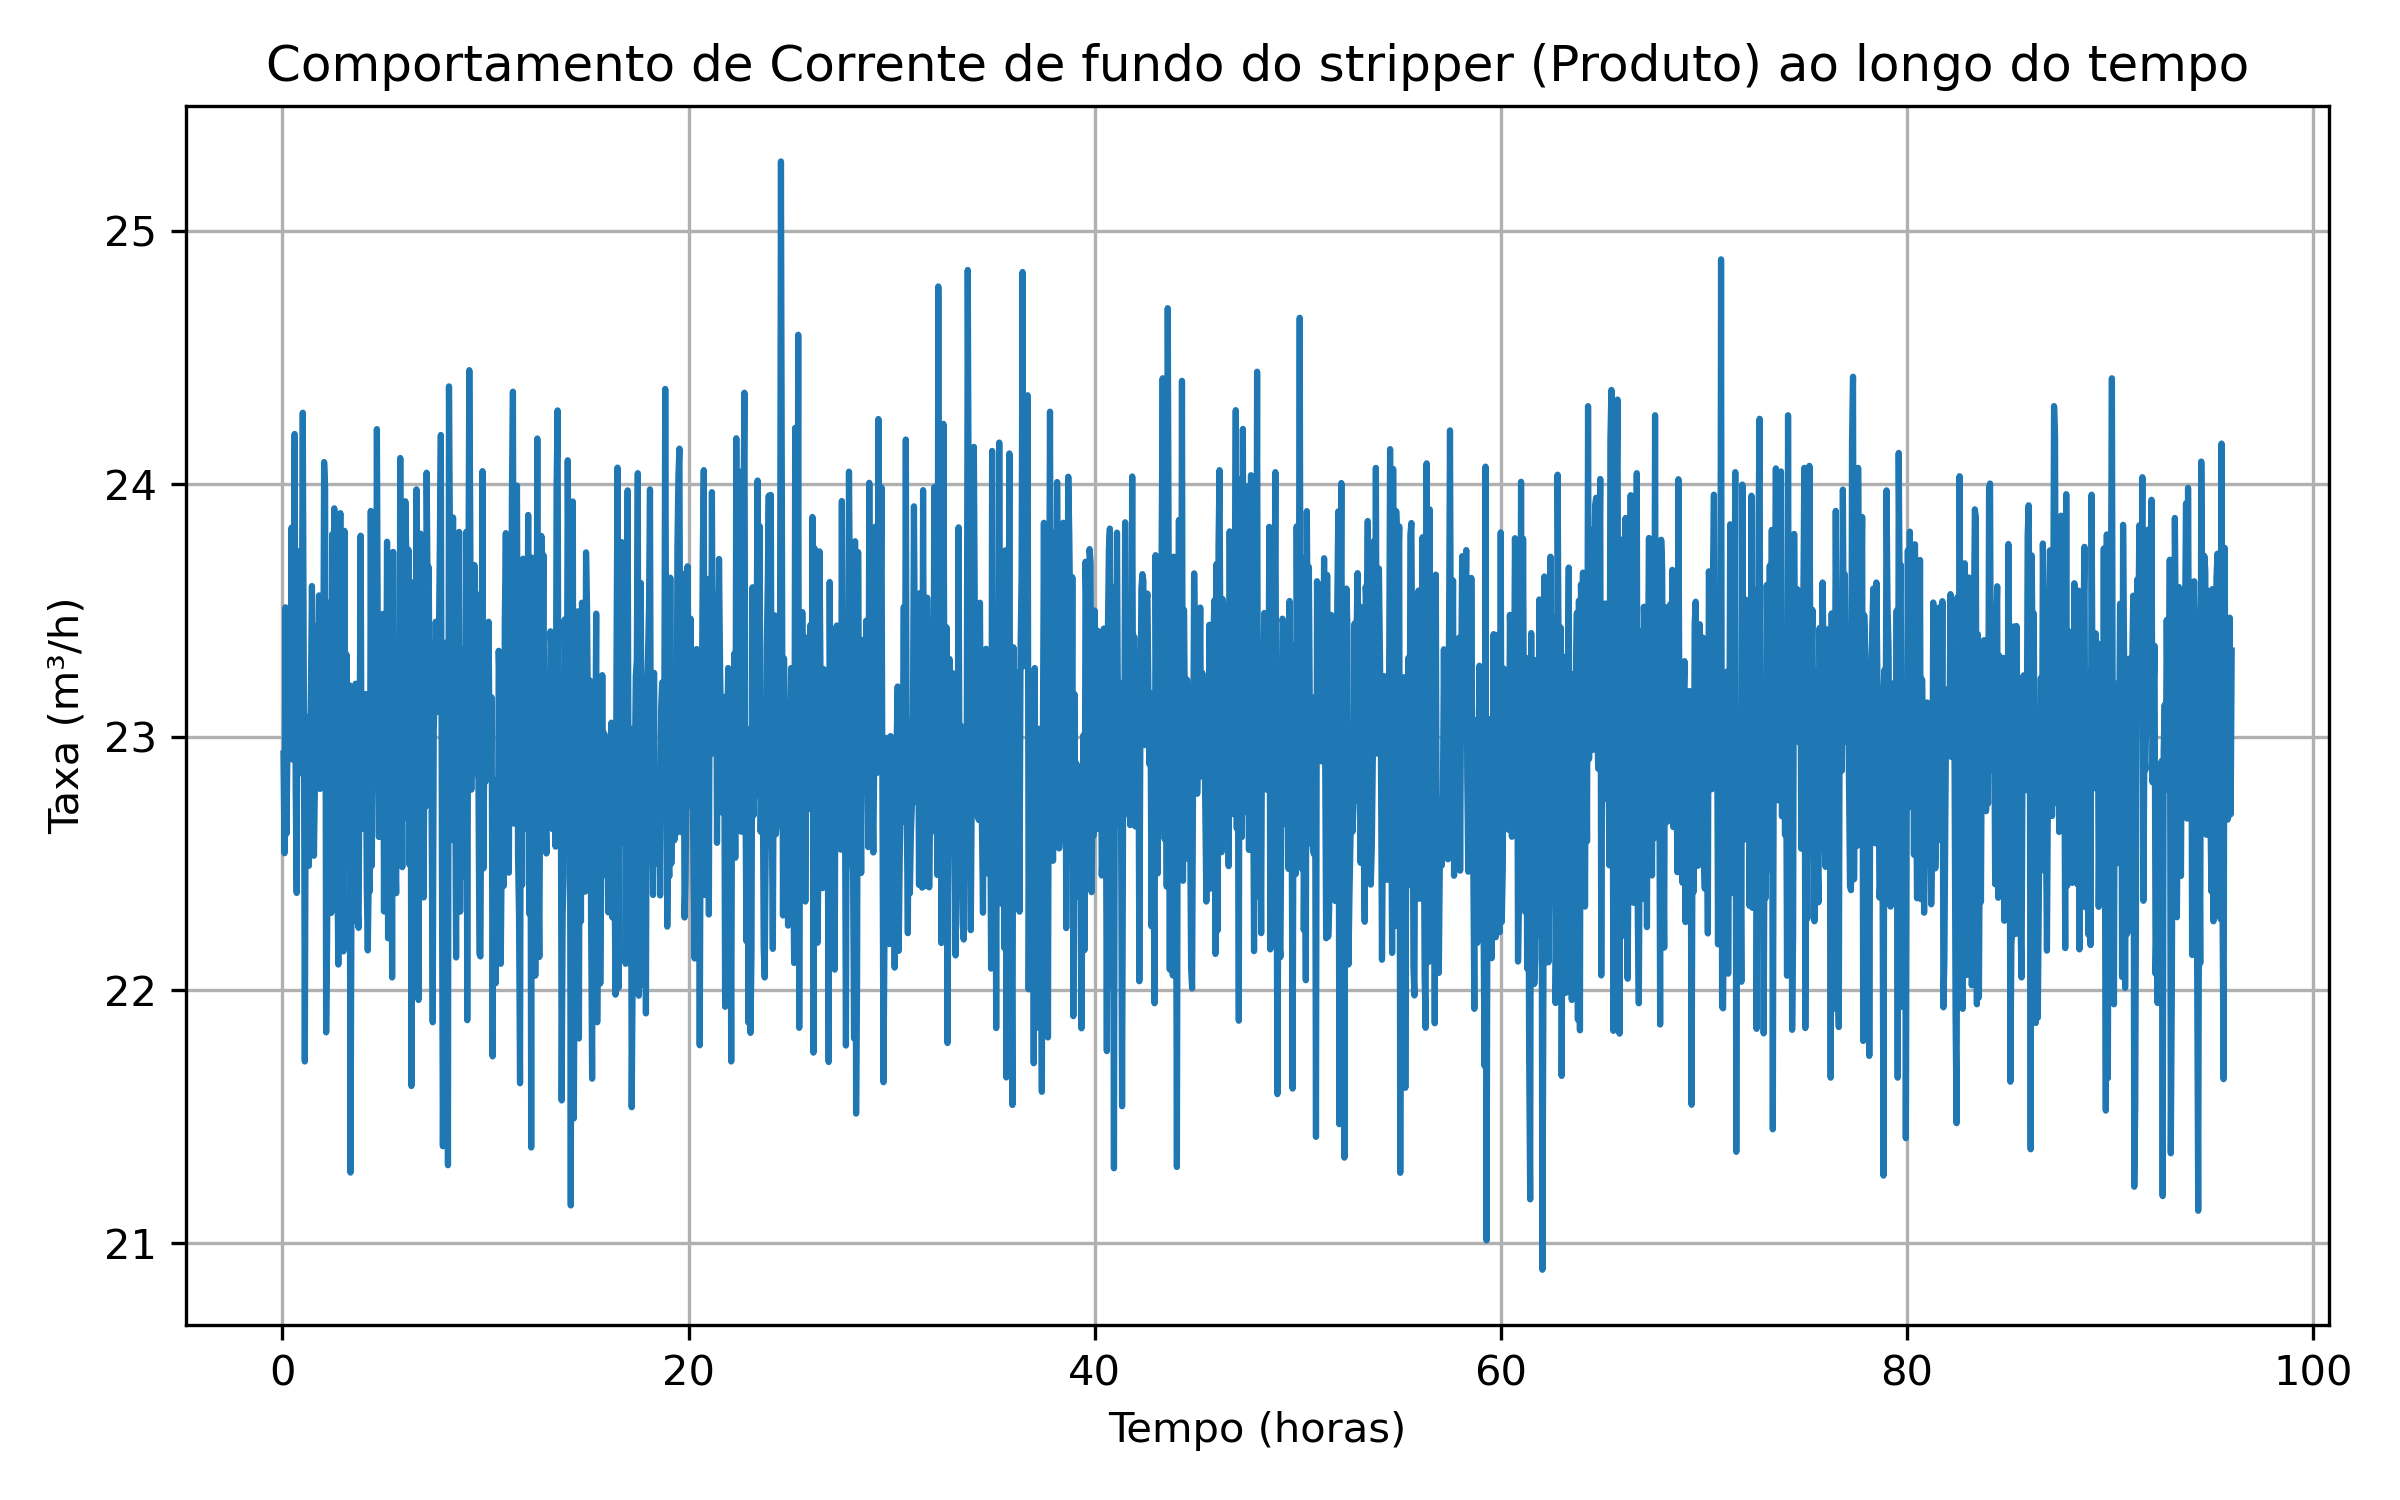 Comportamento de Corrente de fundo do stripper (Produto) ao longo do tempo
25
24
23
22
21
Taxa (m³/h)
0 20 40 60 80 100
Tempo (horas)